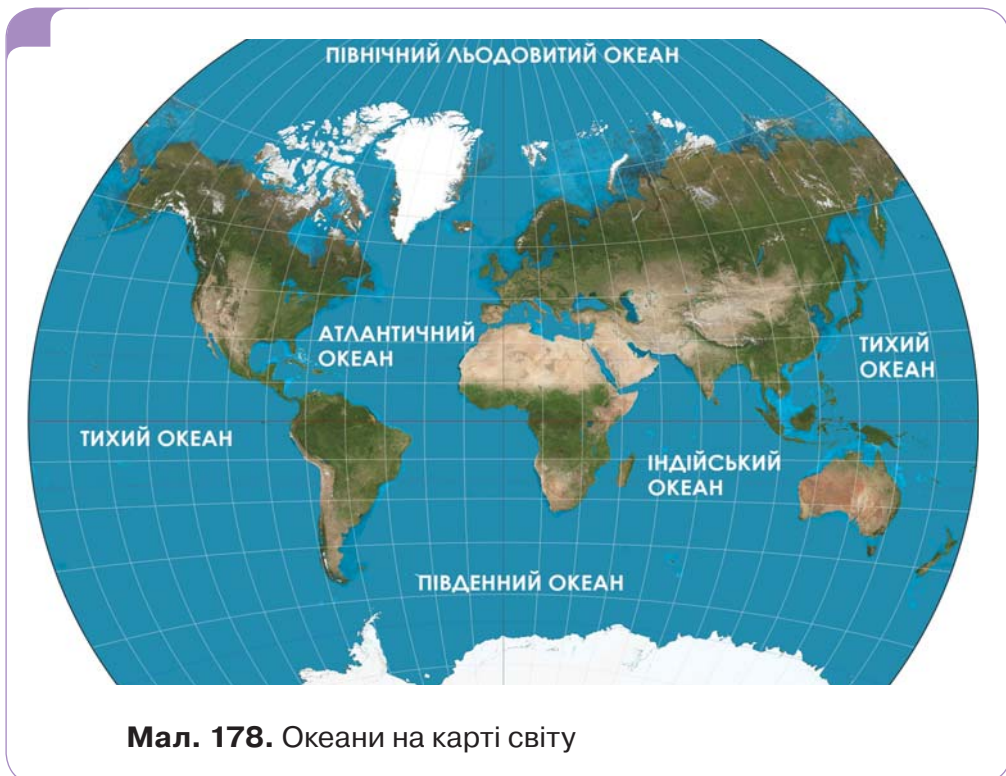 ПІВНІЧНИЙ ЛЬОДОВИТИЙ ОКЕАН
АТЛАНТИЧНИЙ
ОКЕАН
ТИХИЙ
ОКЕАН
ТИХИЙ ОКЕАН
ІНДІЙСЬКИЙ
ОКЕАН
ПІВДЕННИЙ ОКЕАН
Мал. 178. Океани на карті світу